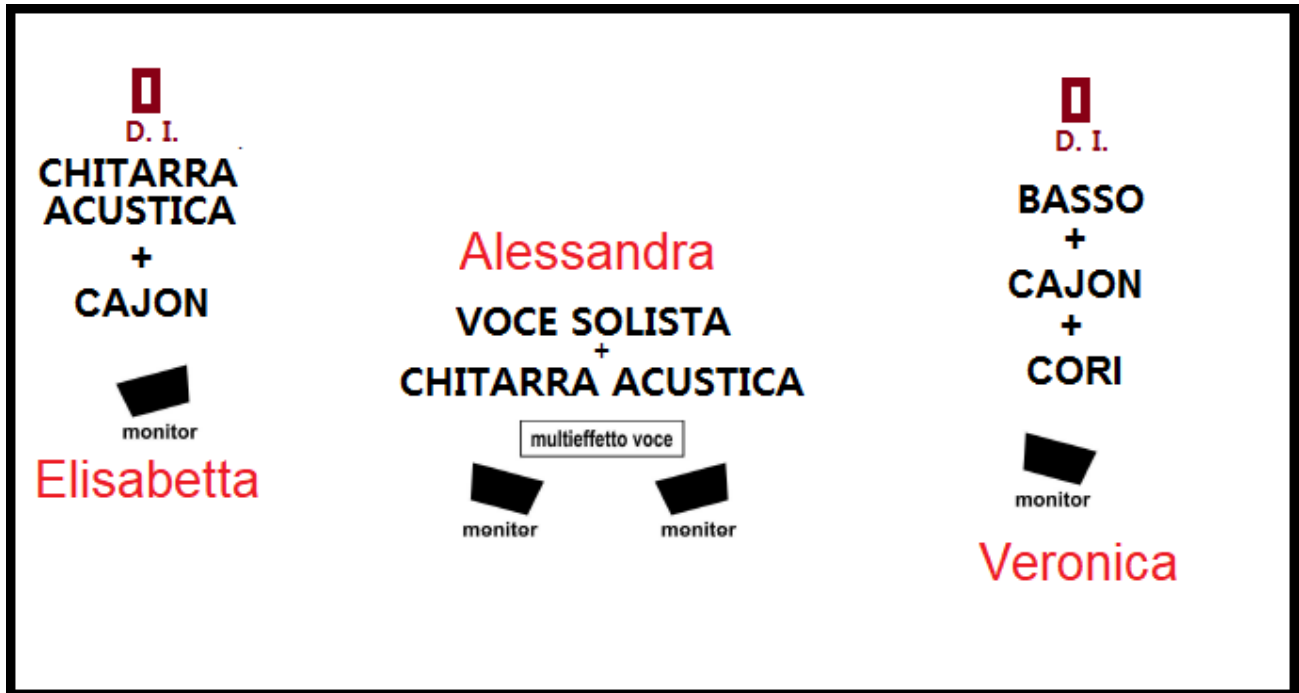 D. I.
CHITARRA
ACUSTICA
+
CAJON
monitor
Elisabetta
Alessandra
VOCE SOLISTA
+
CHITARRA ACUSTICA
multieffetto voce
monitor
monitor
D. I.
BASSO
+
CAJON
+
CORI
monitor
Veronica